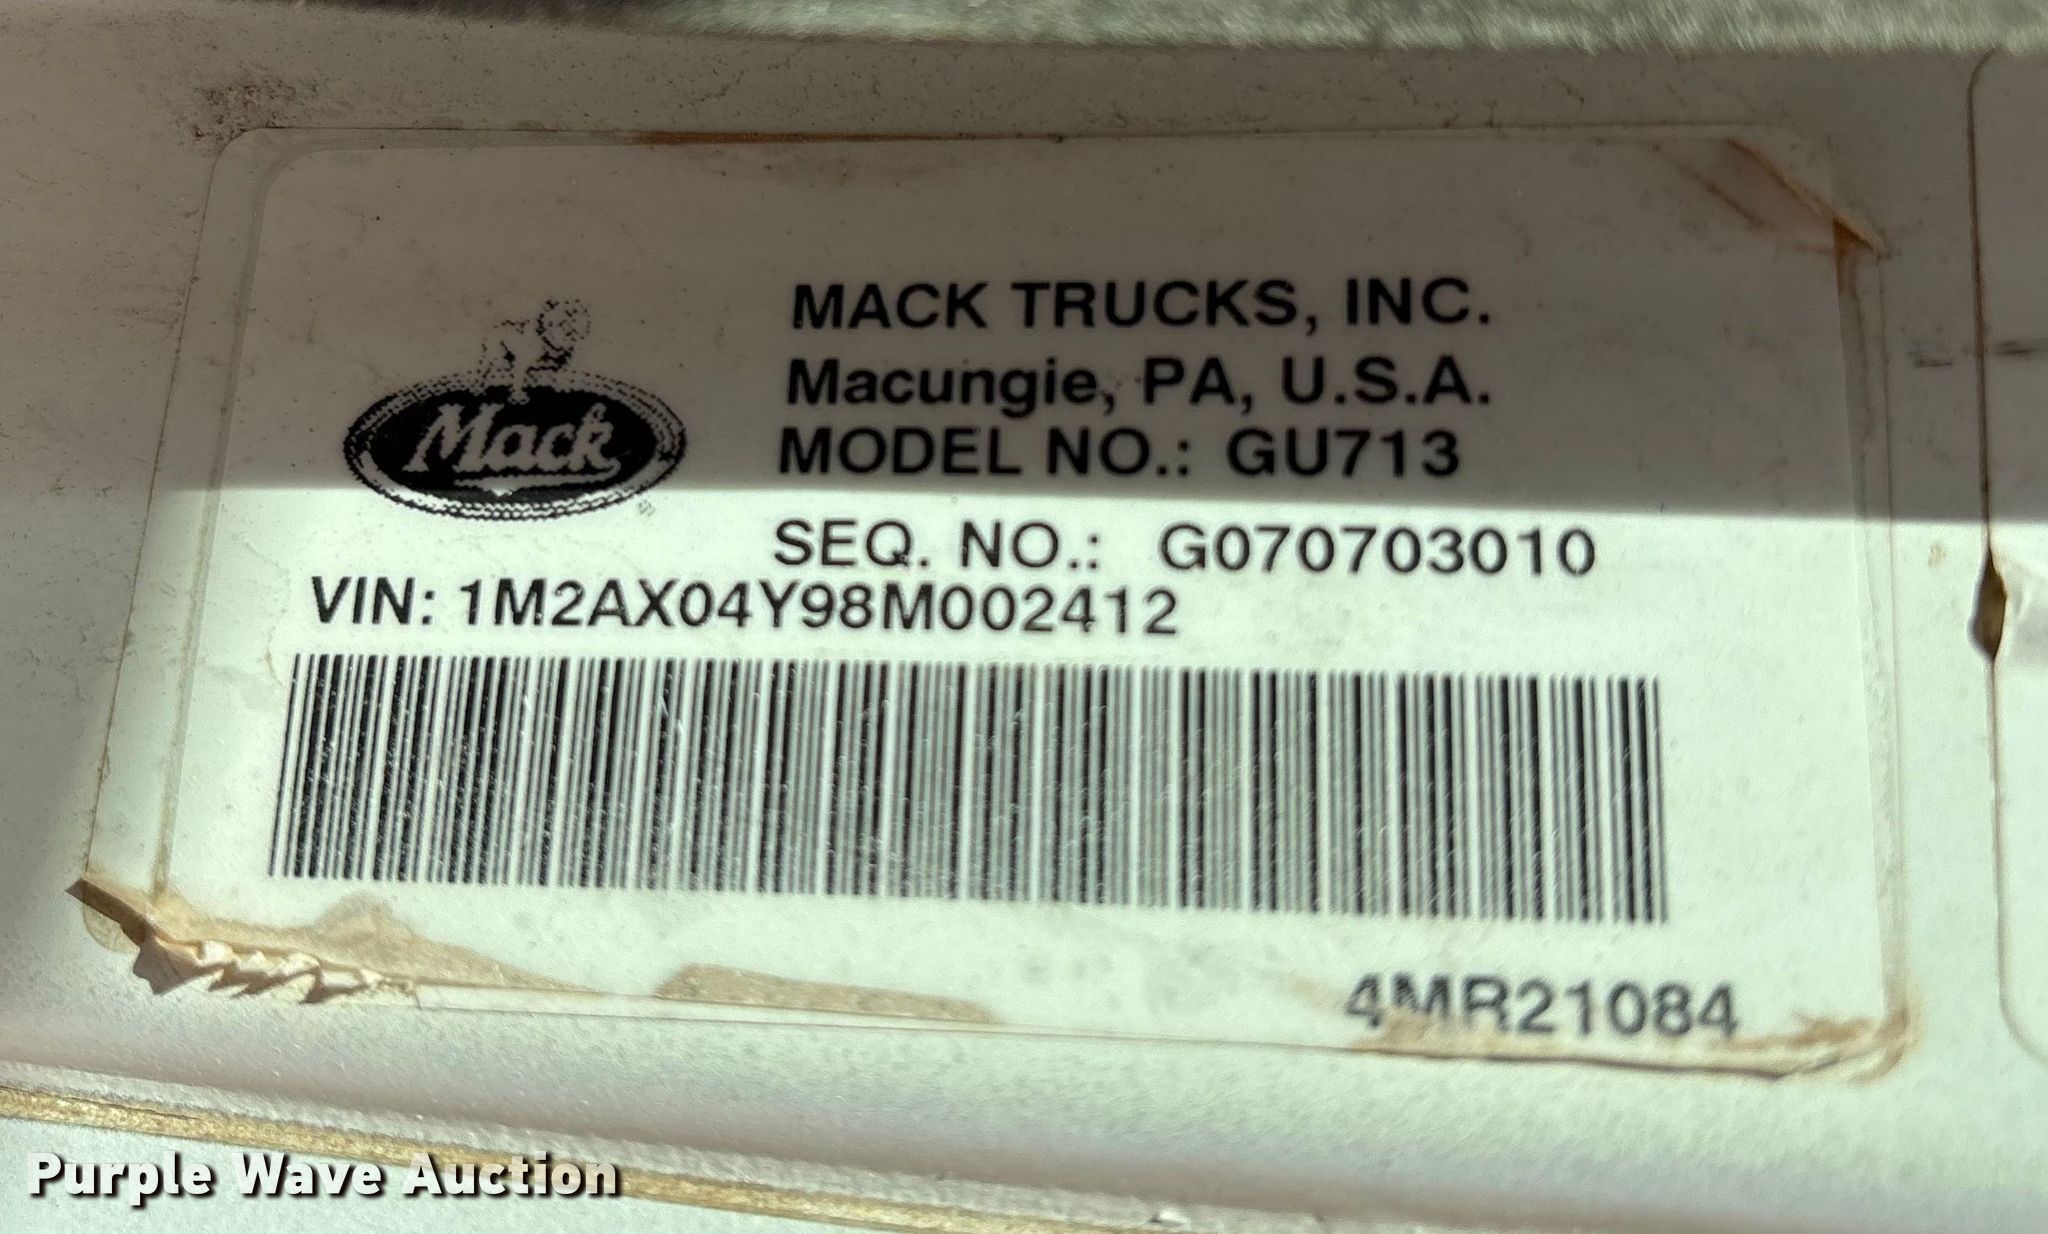 MACK TRUCKS, INC.
Macungie, PA, U.S.A.
Mack
MODEL NO.: GU713
SEQ. NO.: G070703010
VIN: 1M2AX04Y98M002412
4MR21084
Purple Wave Auction